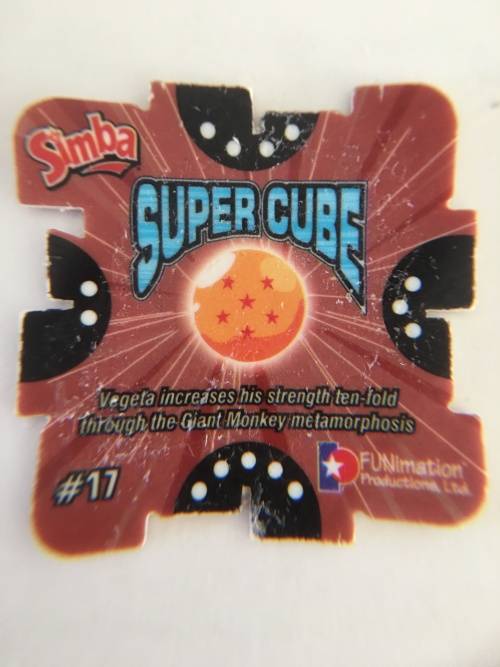 Simba
SUPER CUBE
Vegeta increases his strength ten-fold
through the Giant Monkey metamorphosis
#17
FUNimation
Productions, Ltd.